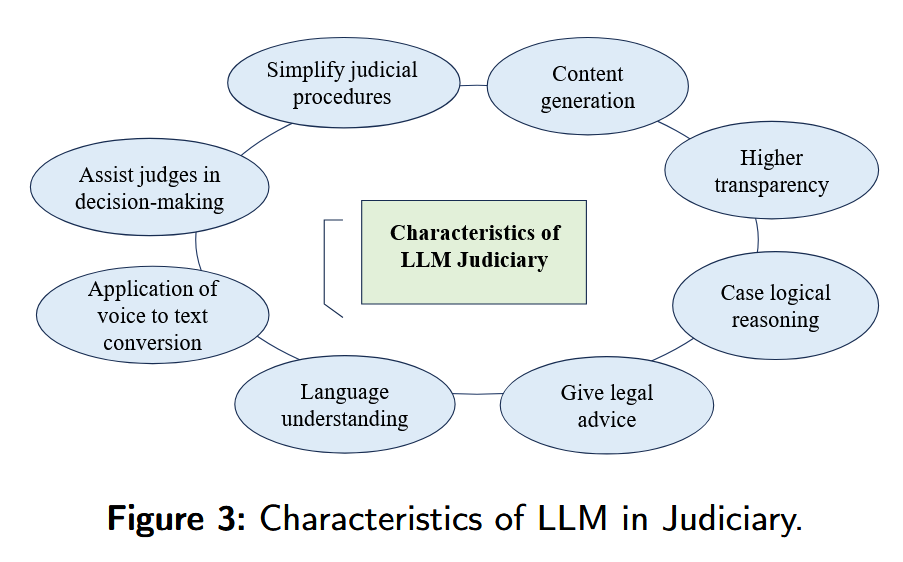 Simplify judicial
procedures
Content
generation
Higher
transparency
Case logical
reasoning
Give legal
advice
Language
understanding
Application of
voice to text
conversion
Assist judges in
decision-making
Characteristics of
LLM Judiciary
Figure 3: Characteristics of LLM in Judiciary.